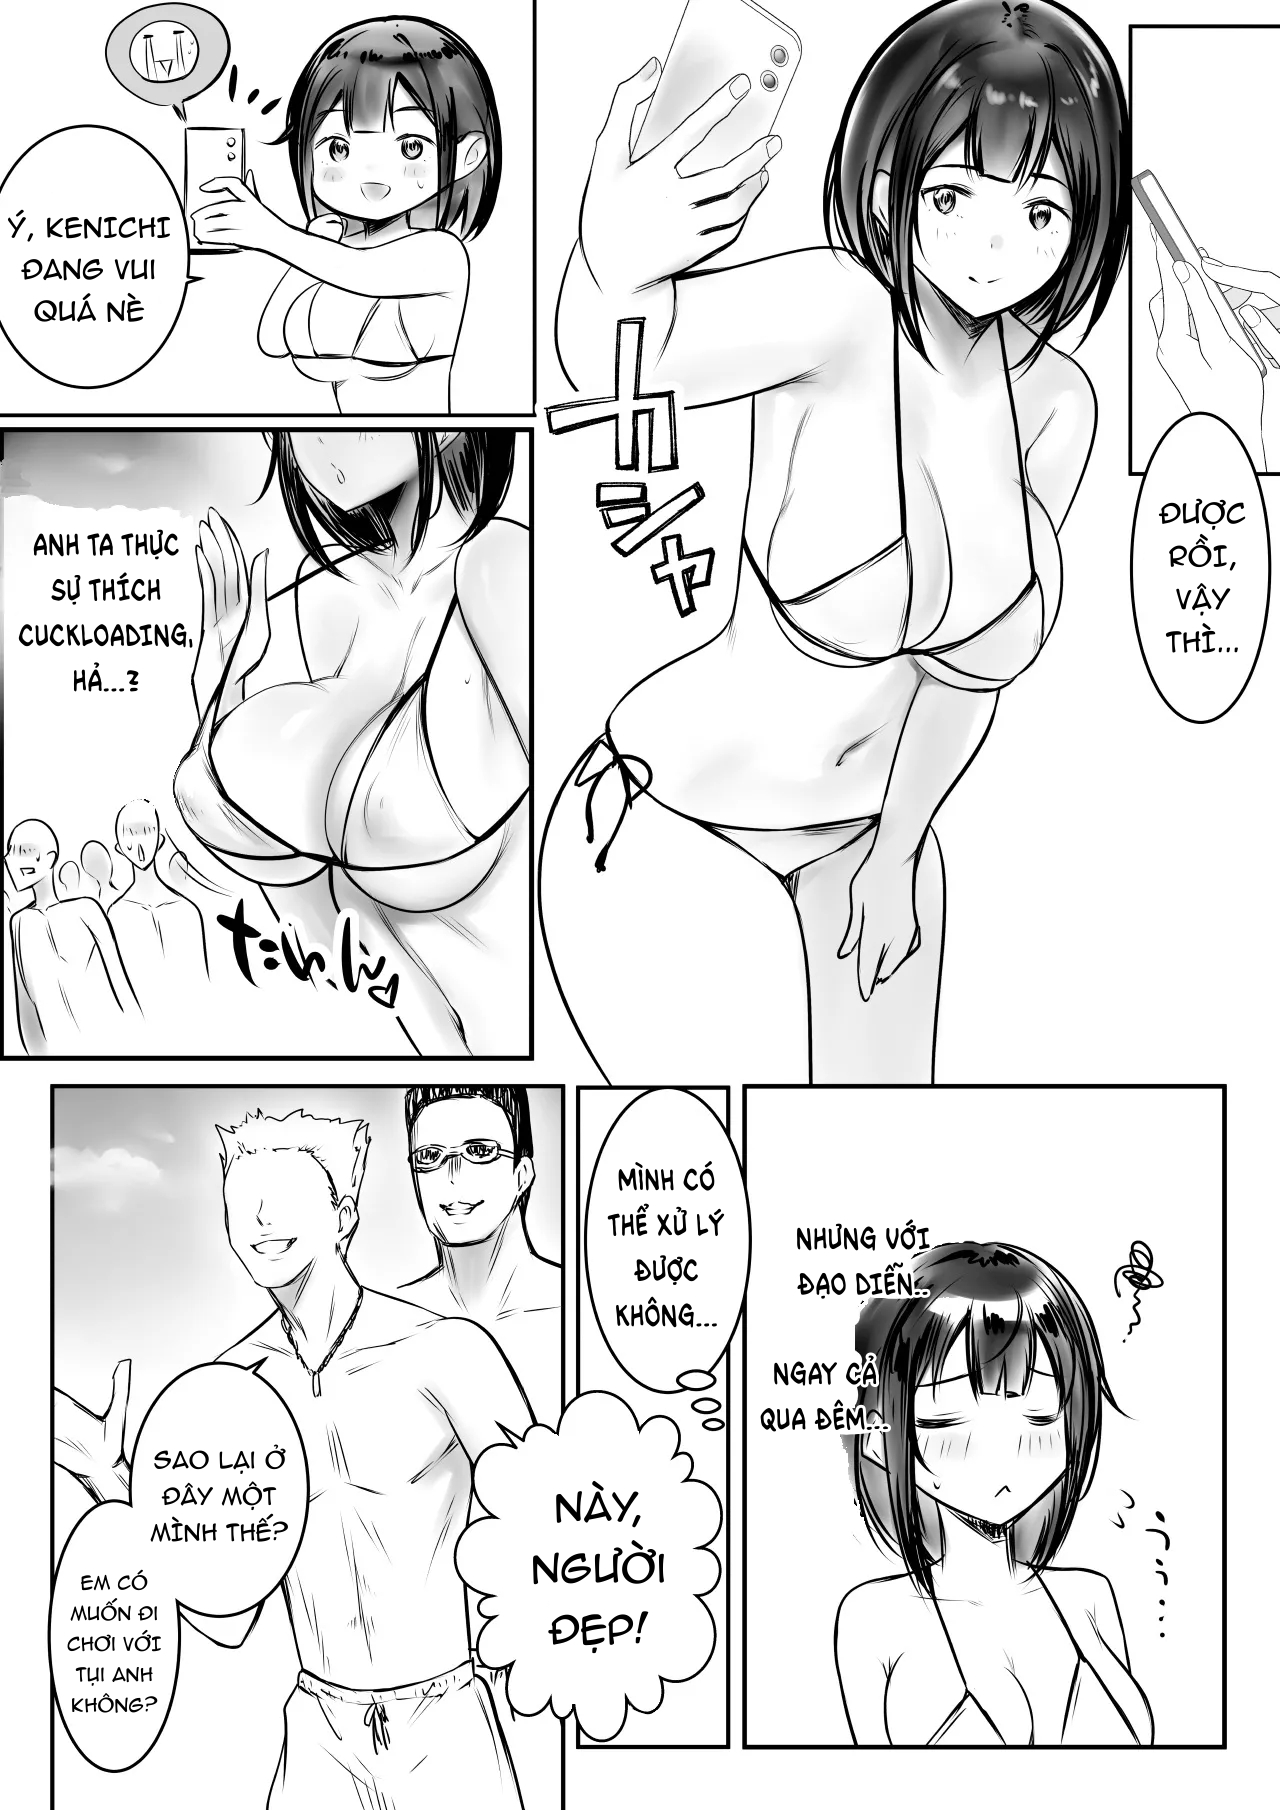 ĐƯỢC
RỒI,
VẬY
THÌ...
カシャ
Ý, KENICHI
ĐANG VUI
QUÁ NÈ
ANH TA THỰC
SỰ THÍCH
CUCKLOADING,
HẢ...?
NHƯNG VỚI
ĐẠO DIỄN..
NGAY CẢ
QUA ĐÊM...
MÌNH CÓ
THỂ XỬ LÝ
ĐƯỢC
KHÔNG...
NÀY,
NGƯỜI
ĐẸP!
SAO LẠI Ở
ĐÂY MỘT
MÌNH THẾ?
EM CÓ
MUỐN ĐI
CHƠI VỚI
TỤI ANH
KHÔNG?